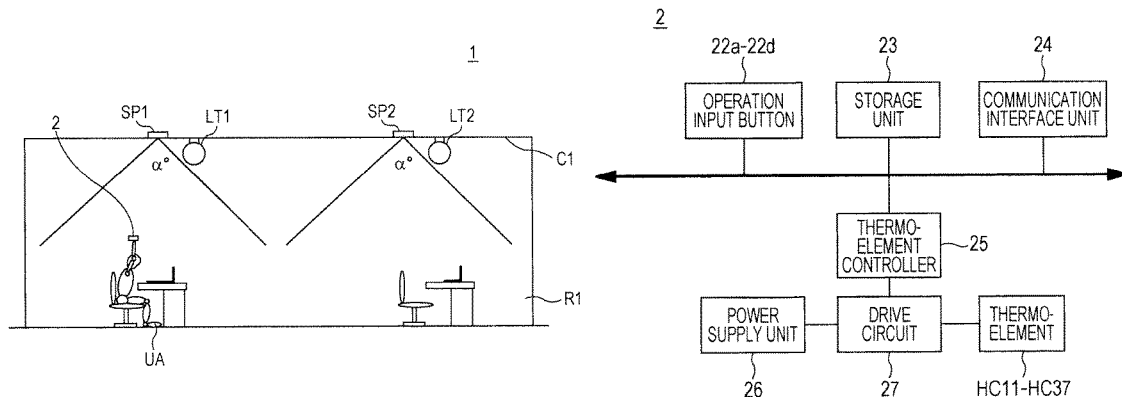 1
SP1
LT1
SP2
LT2
2
α°
α°
C1
R1
UA
2
22a-22d
23
24
OPERATION
INPUT BUTTON
STORAGE
UNIT
COMMUNICATION
INTERFACE UNIT
THERMO-
ELEMENT
CONTROLLER
25
POWER
SUPPLY UNIT
DRIVE
CIRCUIT
THERMO-
ELEMENT
26
27
HC11-HC37